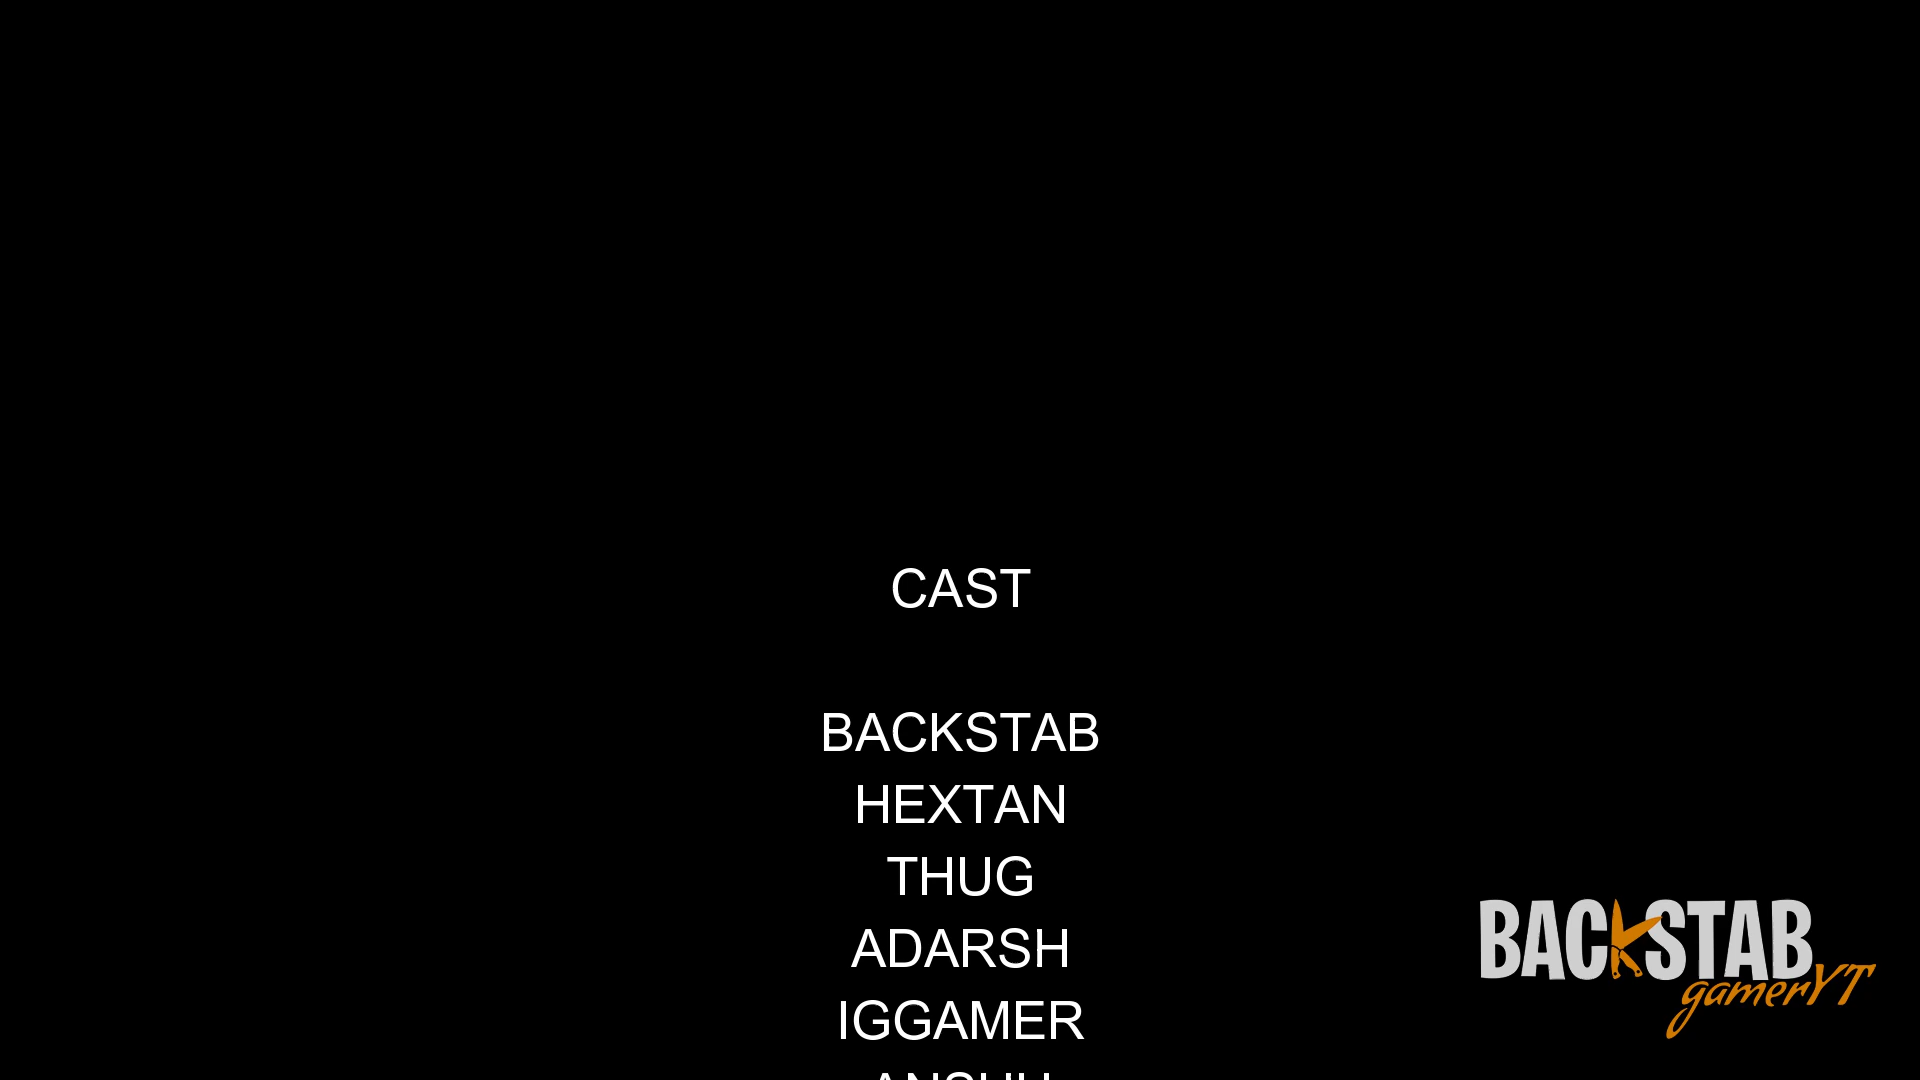 CAST
BACKSTAB
HEXTAN
THUG
ADARSH
IGGAMER
BACKSTAB
gamerYT